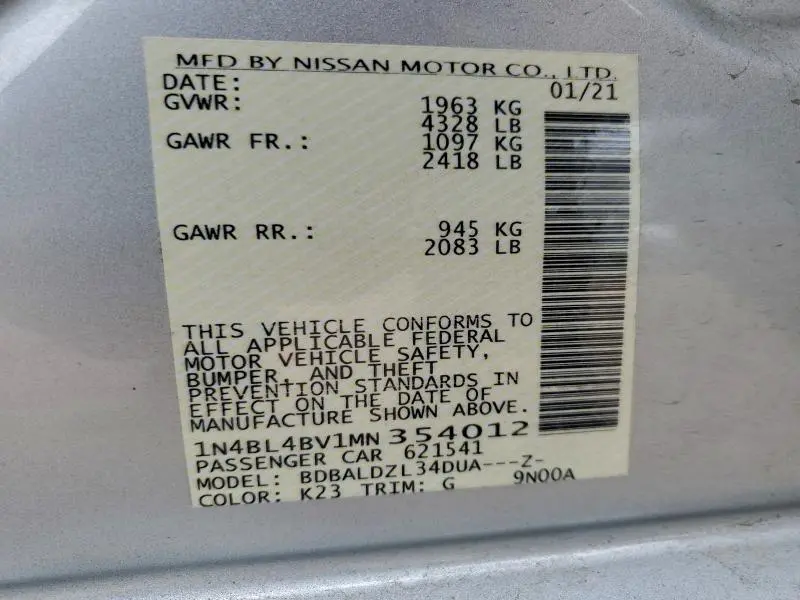 MFD BY NISSAN MOTOR CO., LTD.
DATE: 01/21
GVWR: 1963 KG
4328 LB
GAWR FR.: 1097 KG
2418 LB
GAWR RR.: 945 KG
2083 LB
THIS VEHICLE CONFORMS TO
ALL APPLICABLE FEDERAL
MOTOR VEHICLE SAFETY,
BUMPER, AND THEFT
PREVENTION STANDARDS IN
EFFECT ON THE DATE OF
MANUFACTURE SHOWN ABOVE.
1N4BL4BV1MN354012
PASSENGER CAR 621541
MODEL: BDBALDZL34DUA---Z-
COLOR: K23 TRIM: G 9N00A